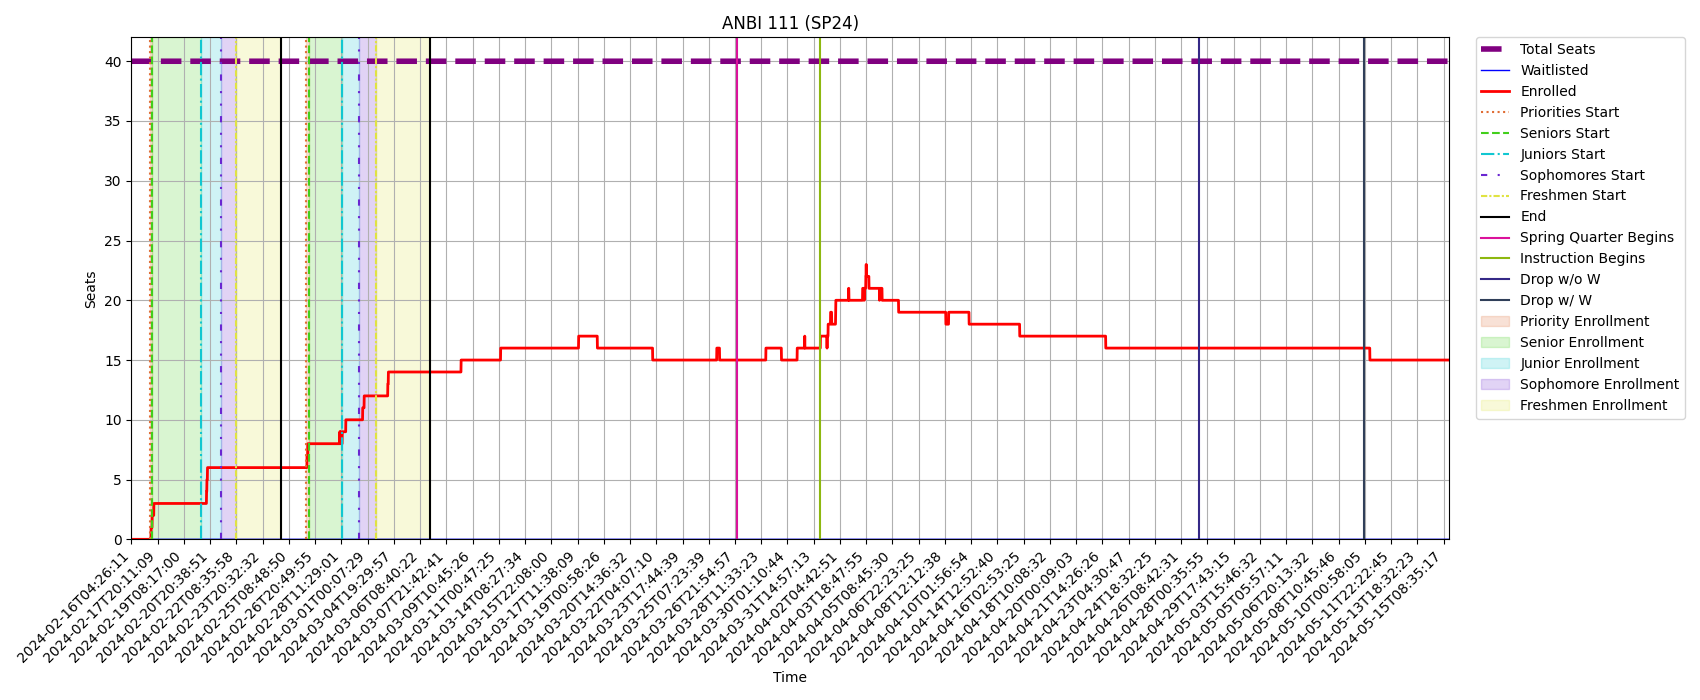 ANBI 111 (SP24)
Seats
40
35
30
25
20
15
10
5
0
2024-02-16T04:26:11
2024-02-17T20:11:09
2024-02-19T08:17:00
2024-02-20T20:38:51
2024-02-22T08:35:58
2024-02-23T20:32:32
2024-02-25T08:48:50
2024-02-26T20:49:55
2024-02-28T11:29:01
2024-03-01T00:07:29
2024-03-04T19:29:57
2024-03-06T08:40:22
2024-03-07T21:42:41
2024-03-09T10:45:26
2024-03-11T00:47:25
2024-03-14T08:27:34
2024-03-15T22:08:00
2024-03-17T11:38:09
2024-03-19T00:58:26
2024-03-20T14:36:32
2024-03-22T04:07:10
2024-03-23T17:44:39
2024-03-25T07:23:39
2024-03-26T21:54:57
2024-03-28T11:33:23
2024-03-30T01:10:44
2024-03-31T14:57:13
2024-04-02T04:42:51
2024-04-03T18:47:55
2024-04-05T08:45:30
2024-04-06T22:23:25
2024-04-08T12:12:38
2024-04-10T01:56:54
2024-04-14T12:52:40
2024-04-16T02:53:25
2024-04-18T10:08:32
2024-04-20T00:09:03
2024-04-21T14:26:26
2024-04-23T04:30:47
2024-04-24T18:32:25
2024-04-26T08:42:31
2024-04-28T00:35:55
2024-04-29T17:43:15
2024-05-03T15:46:32
2024-05-05T05:57:11
2024-05-06T20:13:32
2024-05-08T10:45:46
2024-05-10T00:58:05
2024-05-11T22:22:45
2024-05-13T18:32:23
2024-05-15T08:35:17
Time
Total Seats
Waitlisted
Enrolled
Priorities Start
Seniors Start
Juniors Start
Sophomores Start
Freshmen Start
End
Spring Quarter Begins
Instruction Begins
Drop w/o W
Drop w/ W
Priority Enrollment
Senior Enrollment
Junior Enrollment
Sophomore Enrollment
Freshmen Enrollment